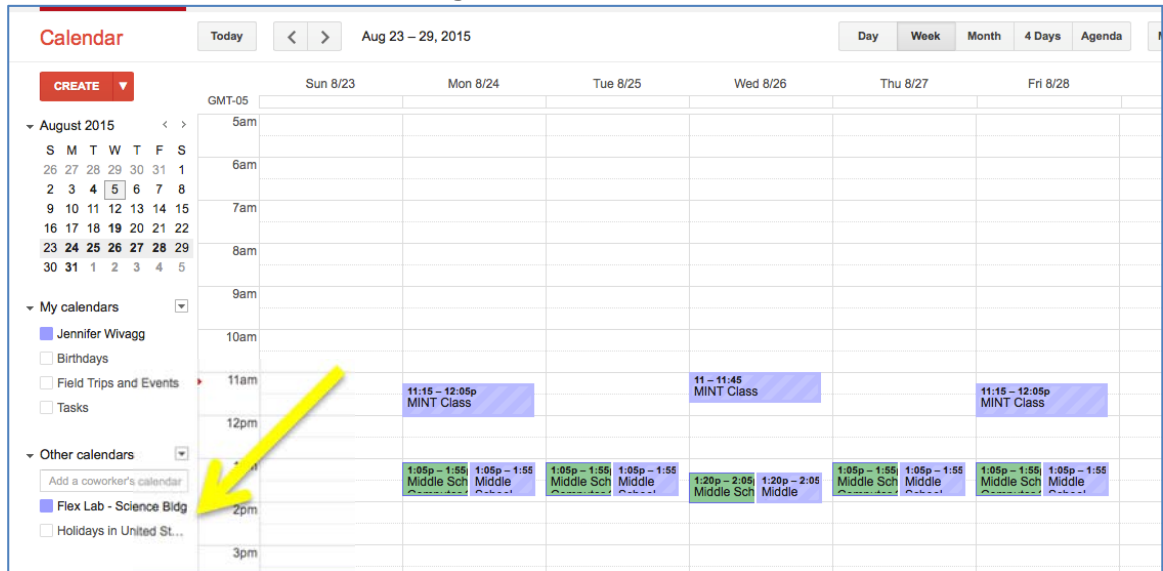 Calendar
Today
Aug 23 – 29, 2015
Day Week Month 4 Days Agenda
CREATE
Sun 8/23 Mon 8/24 Tue 8/25 Wed 8/26 Thu 8/27 Fri 8/28
GMT-05
August 2015
S M T W T F S
26 27 28 29 30 31 1
2 3 4 5 6 7 8
9 10 11 12 13 14 15
16 17 18 19 20 21 22
23 24 25 26 27 28 29
30 31 1 2 3 4 5
My calendars
Jennifer Wivagg
Birthdays
Field Trips and Events
Tasks
Other calendars
Add a coworker's calendar
Flex Lab - Science Bldg
Holidays in United St...
5am
6am
7am
8am
9am
10am
11am
12pm
2pm
3pm
11:15 – 12:05p
MINT Class
11 – 11:45
MINT Class
11:15 – 12:05p
MINT Class
1:05p – 1:55
Middle Sch
1:05p – 1:55
Middle
School
1:05p – 1:55
Middle Sch
1:05p – 1:55
Middle
School
1:20p – 2:05
Middle Sch
1:20p – 2:05
Middle
1:05p – 1:55
Middle Sch
1:05p – 1:55
Middle
School
1:05p – 1:55
Middle Sch
1:05p – 1:55
Middle
School